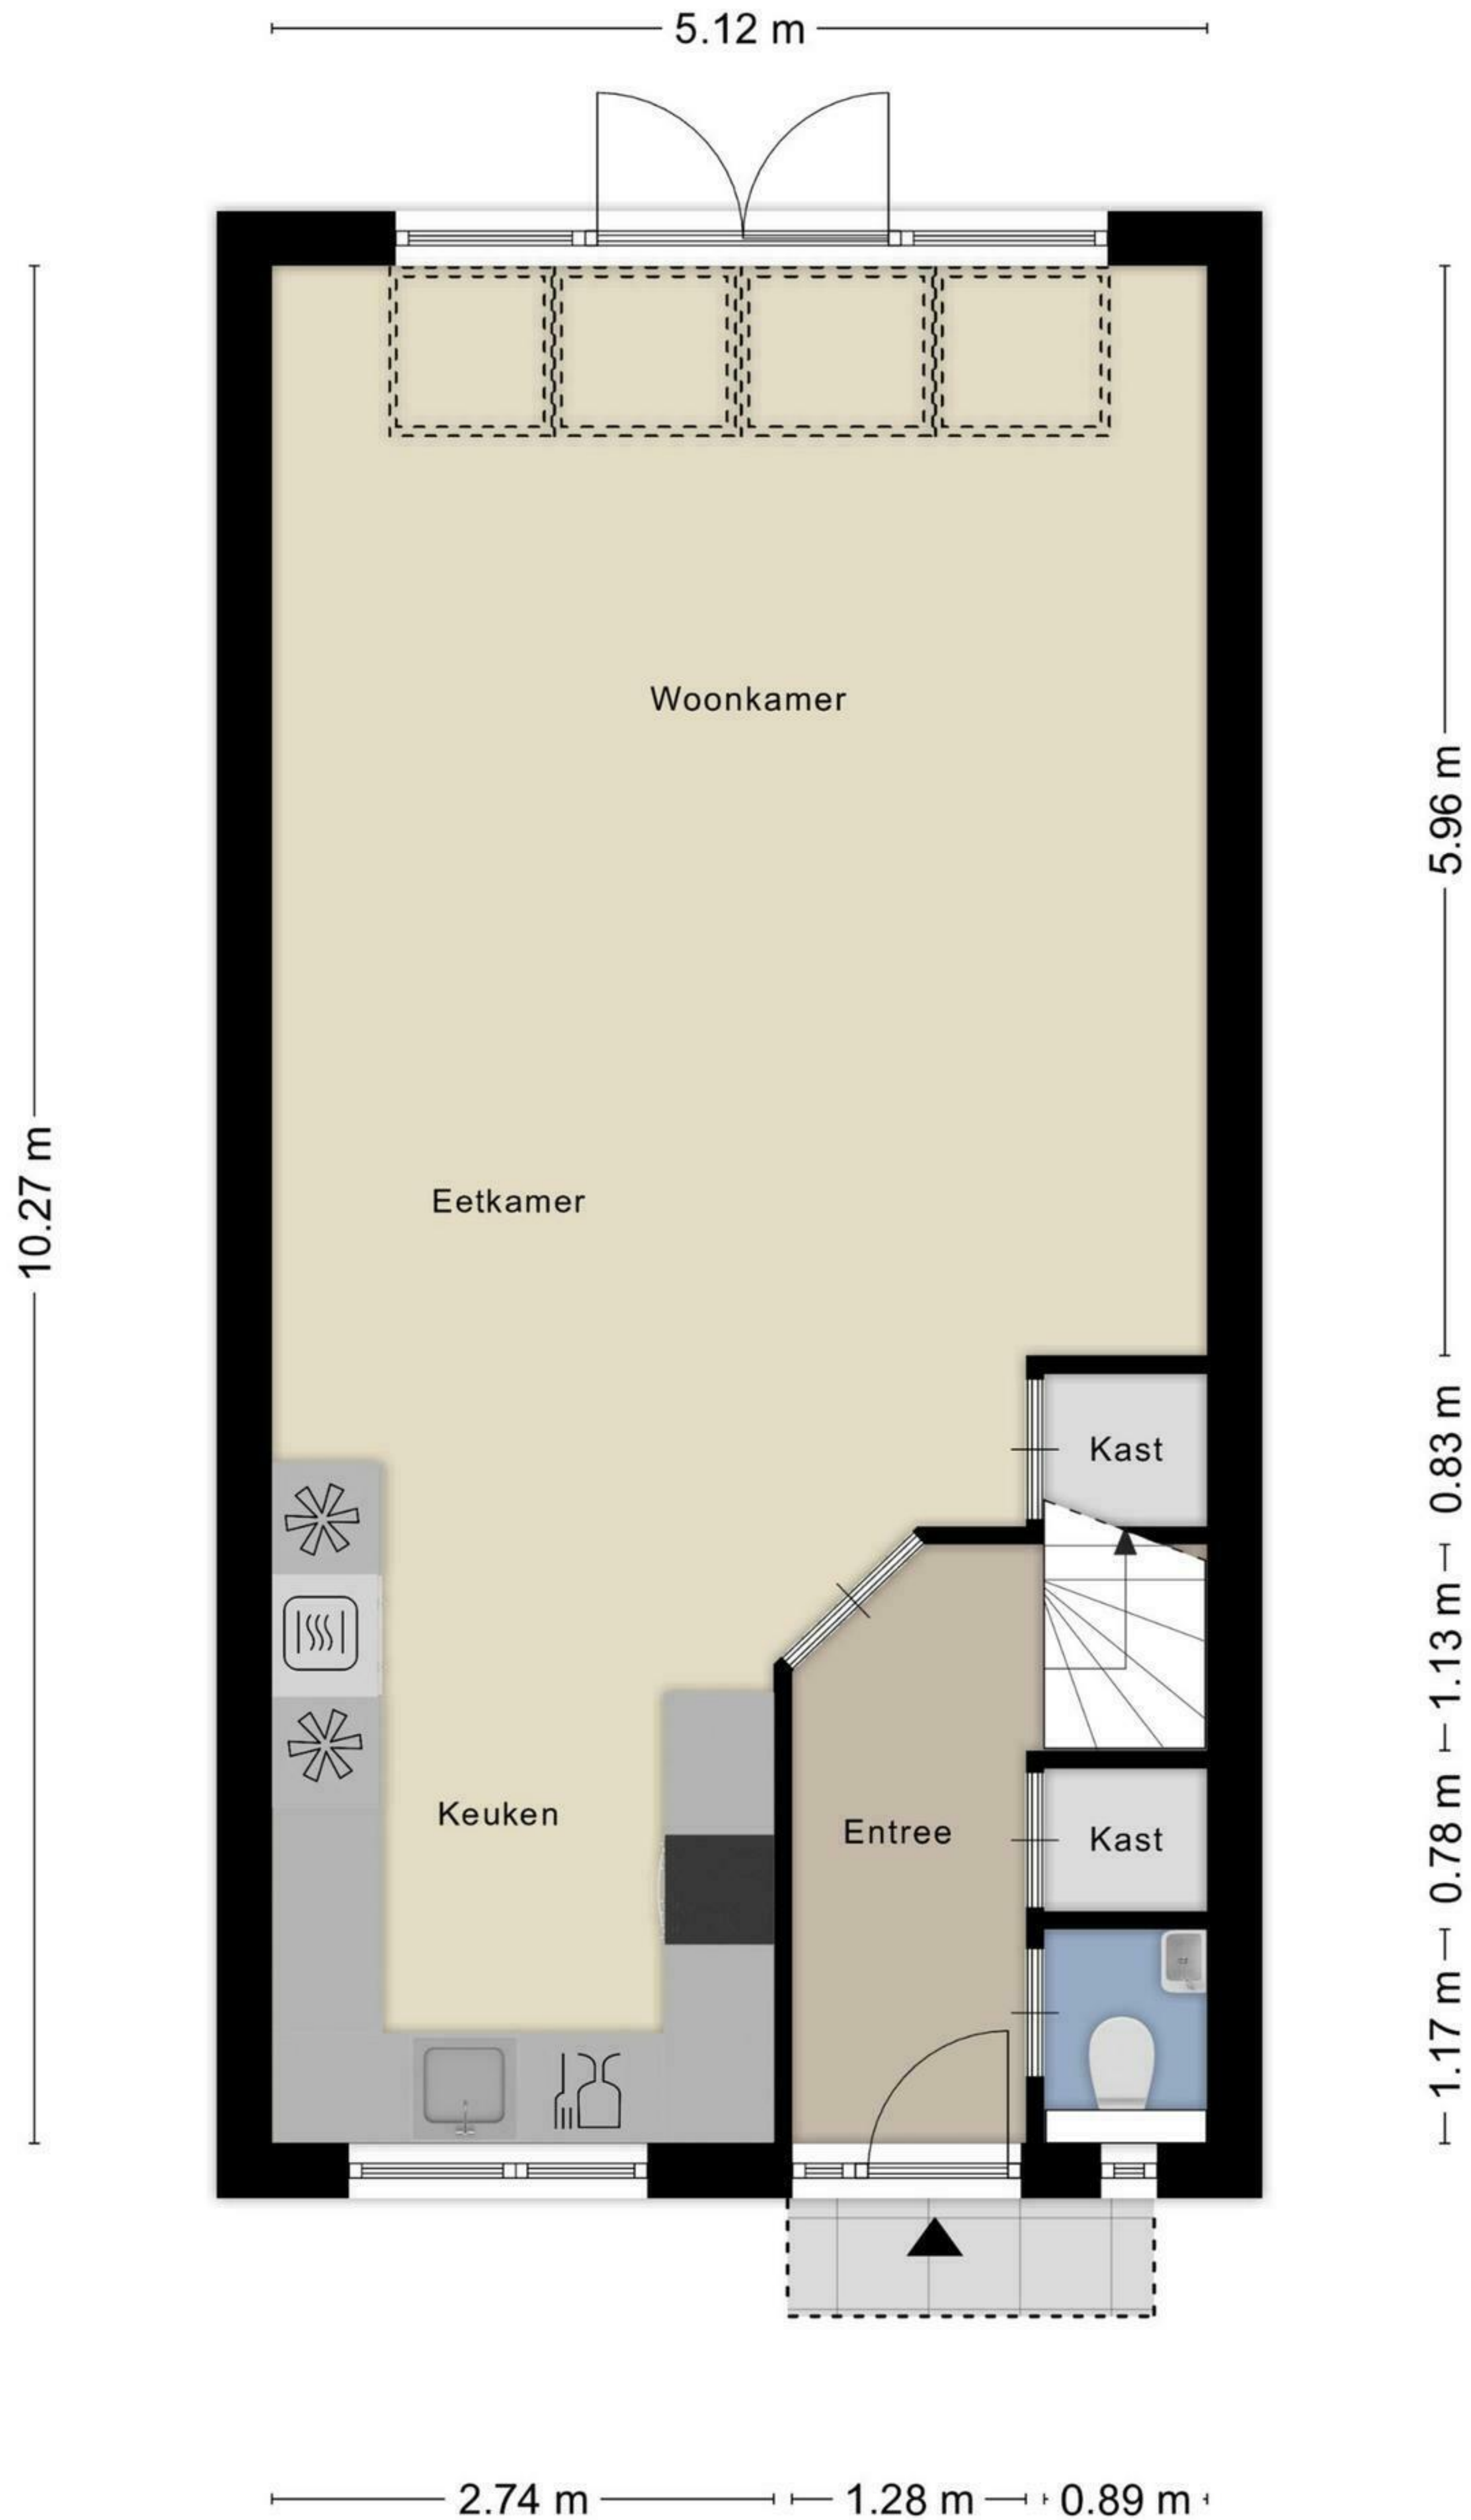 5.12 m
Woonkamer
5.96 m
10.27 m
Eetkamer
Kast
0.83 m
1.13 m
Keuken
Entree
Kast
0.78 m
1.17 m
2.74 m
1.28 m
0.89 m